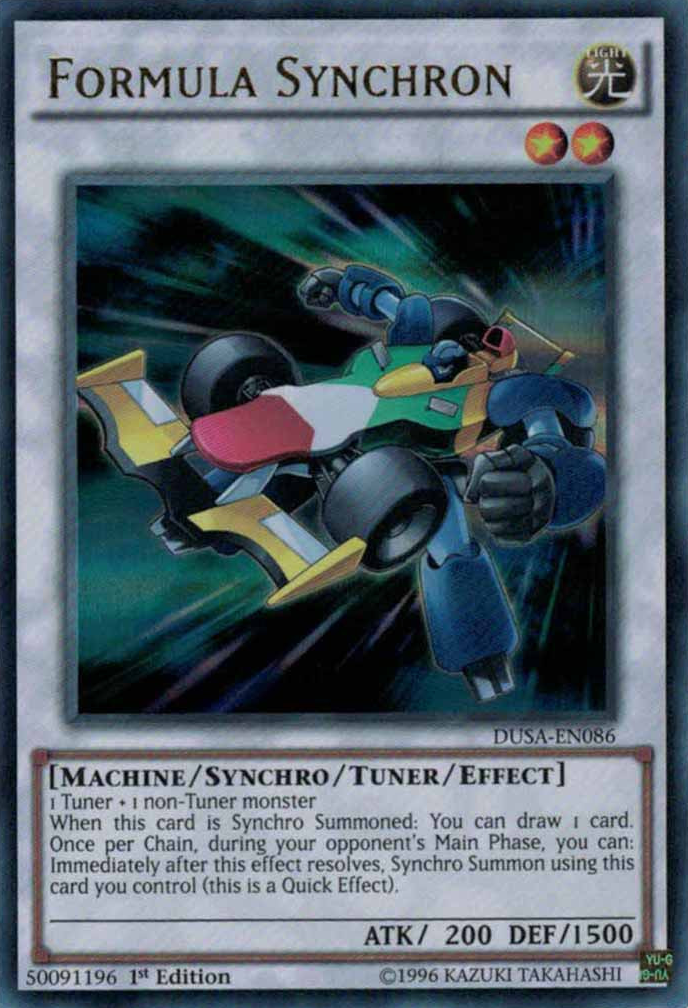 FORMULA SYNCHRON
LIGHT
光
DUSA-EN086
[MACHINE/SYNCHRO/TUNER/EFFECT]
1 Tuner + 1 non-Tuner monster
When this card is Synchro Summoned: You can draw 1 card.
Once per Chain, during your opponent's Main Phase, you can:
Immediately after this effect resolves, Synchro Summon using this
card you control (this is a Quick Effect).
ATK/ 200 DEF/1500
50091196 1st Edition ©1996 KAZUKI TAKAHASHI
YU-G